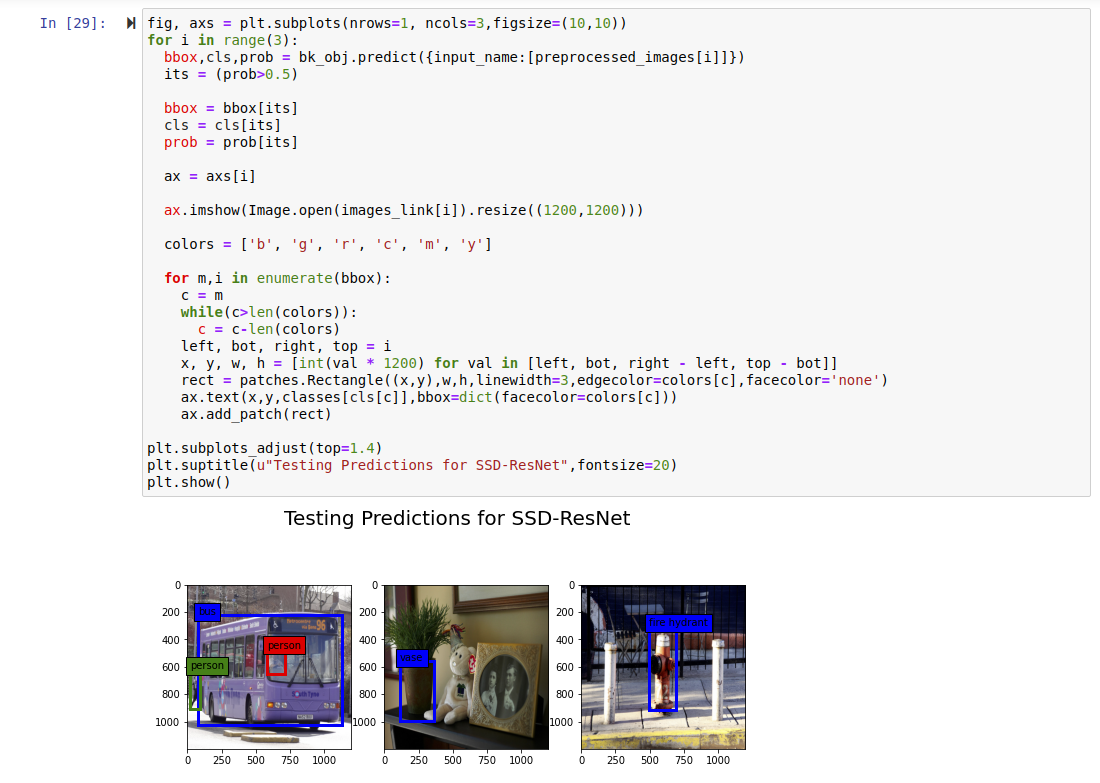 In [29]:
fig, axs = plt.subplots(nrows=1, ncols=3,figsize=(10,10))
for i in range(3):
  bbox,cls,prob = bk_obj.predict({input_name:[preprocessed_images[i]]})
  its = (prob>0.5)

  bbox = bbox[its]
  cls = cls[its]
  prob = prob[its]

  ax = axs[i]

  ax.imshow(Image.open(images_link[i]).resize((1200,1200)))

  colors = ['b', 'g', 'r', 'c', 'm', 'y']

  for m,i in enumerate(bbox):
    c = m
    while(c>len(colors)):
      c = c-len(colors)
    left, bot, right, top = i
    x, y, w, h = [int(val * 1200) for val in [left, bot, right - left, top - bot]]
    rect = patches.Rectangle((x,y),w,h,linewidth=3,edgecolor=colors[c],facecolor='none')
    ax.text(x,y,classes[cls[c]],bbox=dict(facecolor=colors[c]))
    ax.add_patch(rect)

plt.subplots_adjust(top=1.4)
plt.suptitle(u"Testing Predictions for SSD-ResNet",fontsize=20)
plt.show()
Testing Predictions for SSD-ResNet
0
200
400
600
800
1000
0 250 500 750 1000
bus
person
person
96
0
200
400
600
800
1000
0 250 500 750 1000
vase
0
200
400
600
800
1000
0 250 500 750 1000
fire hydrant